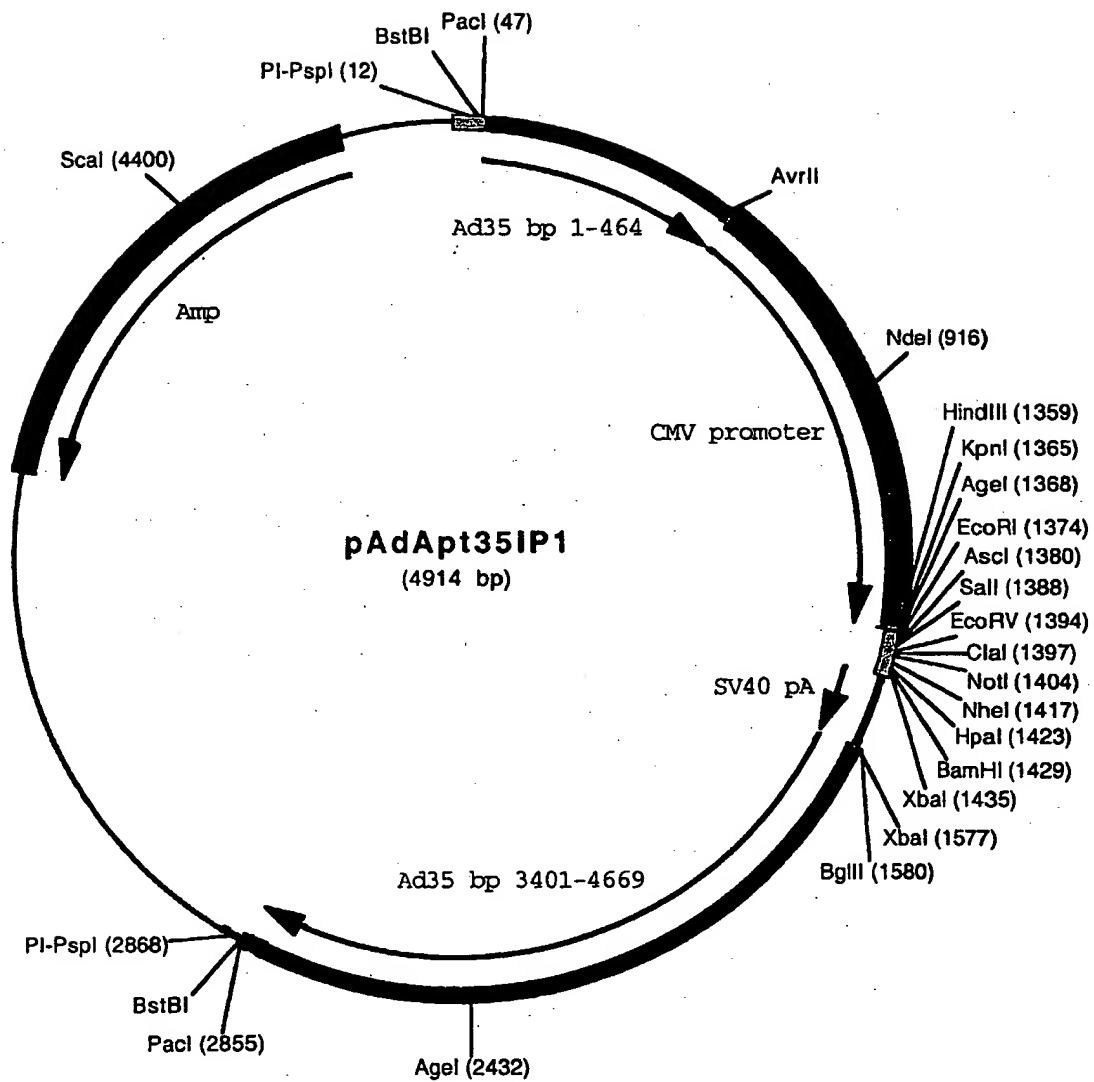 PacI (47)
BstBI
PI-PspI (12)
ScaI (4400)
AvrII
Ad35 bp 1-464
Amp
NdeI (916)
CMV promoter
HindIII (1359)
KpnI (1365)
AgeI (1368)
EcoRI (1374)
AscI (1380)
SalI (1388)
EcoRV (1394)
ClaI (1397)
NotI (1404)
NheI (1417)
HpaI (1423)
BamHI (1429)
XbaI (1435)
XbaI (1577)
BglII (1580)
pAdApt35IP1
(4914 bp)
SV40 pA
Ad35 bp 3401-4669
PI-PspI (2868)
BstBI
PacI (2855)
AgeI (2432)